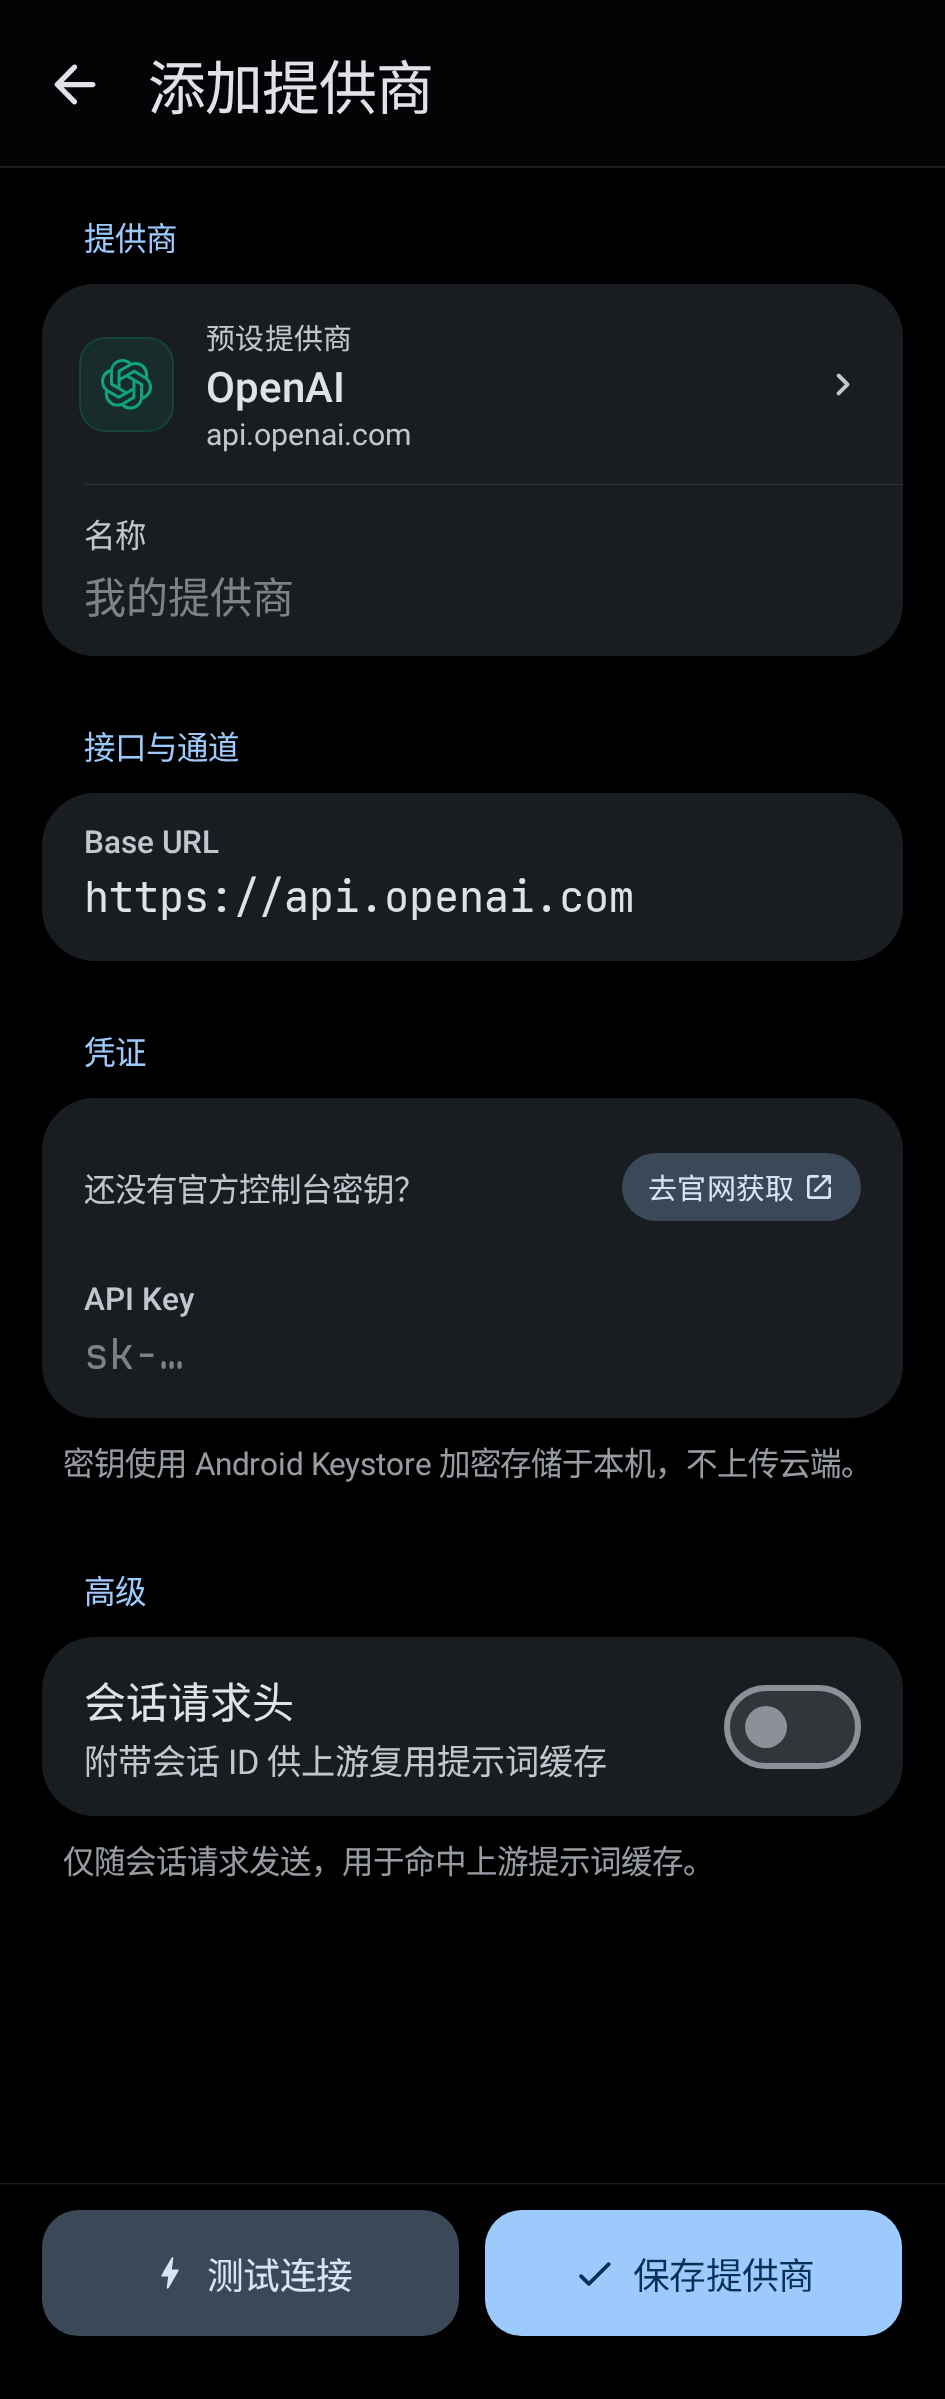 添加提供商
提供商
预设提供商
OpenAI
api.openai.com
名称
我的提供商
接口与通道
Base URL
https://api.openai.com
凭证
还没有官方控制台密钥？
去官网获取
API Key
sk-…
密钥使用 Android Keystore 加密存储于本机，不上传云端。
高级
会话请求头
附带会话 ID 供上游复用提示词缓存
仅随会话请求发送，用于命中上游提示词缓存。
测试连接
保存提供商